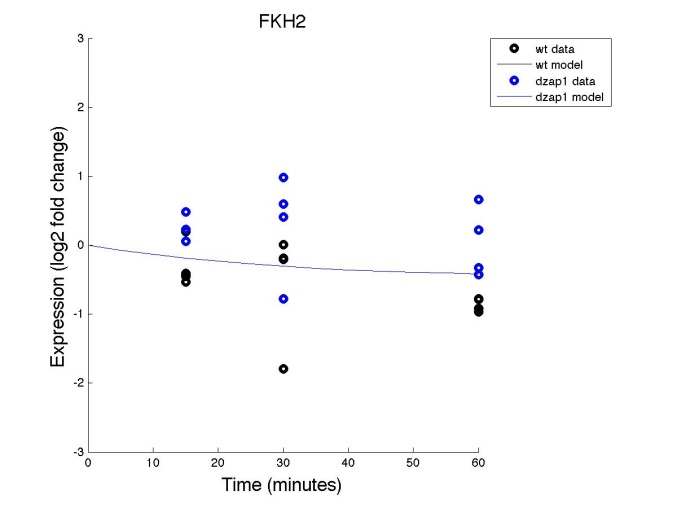 FKH2
3
2
1
0
-1
-2
-3
Expression (log2 fold change)
0 10 20 30 40 50 60
Time (minutes)
wt data
wt model
dzap1 data
dzap1 model